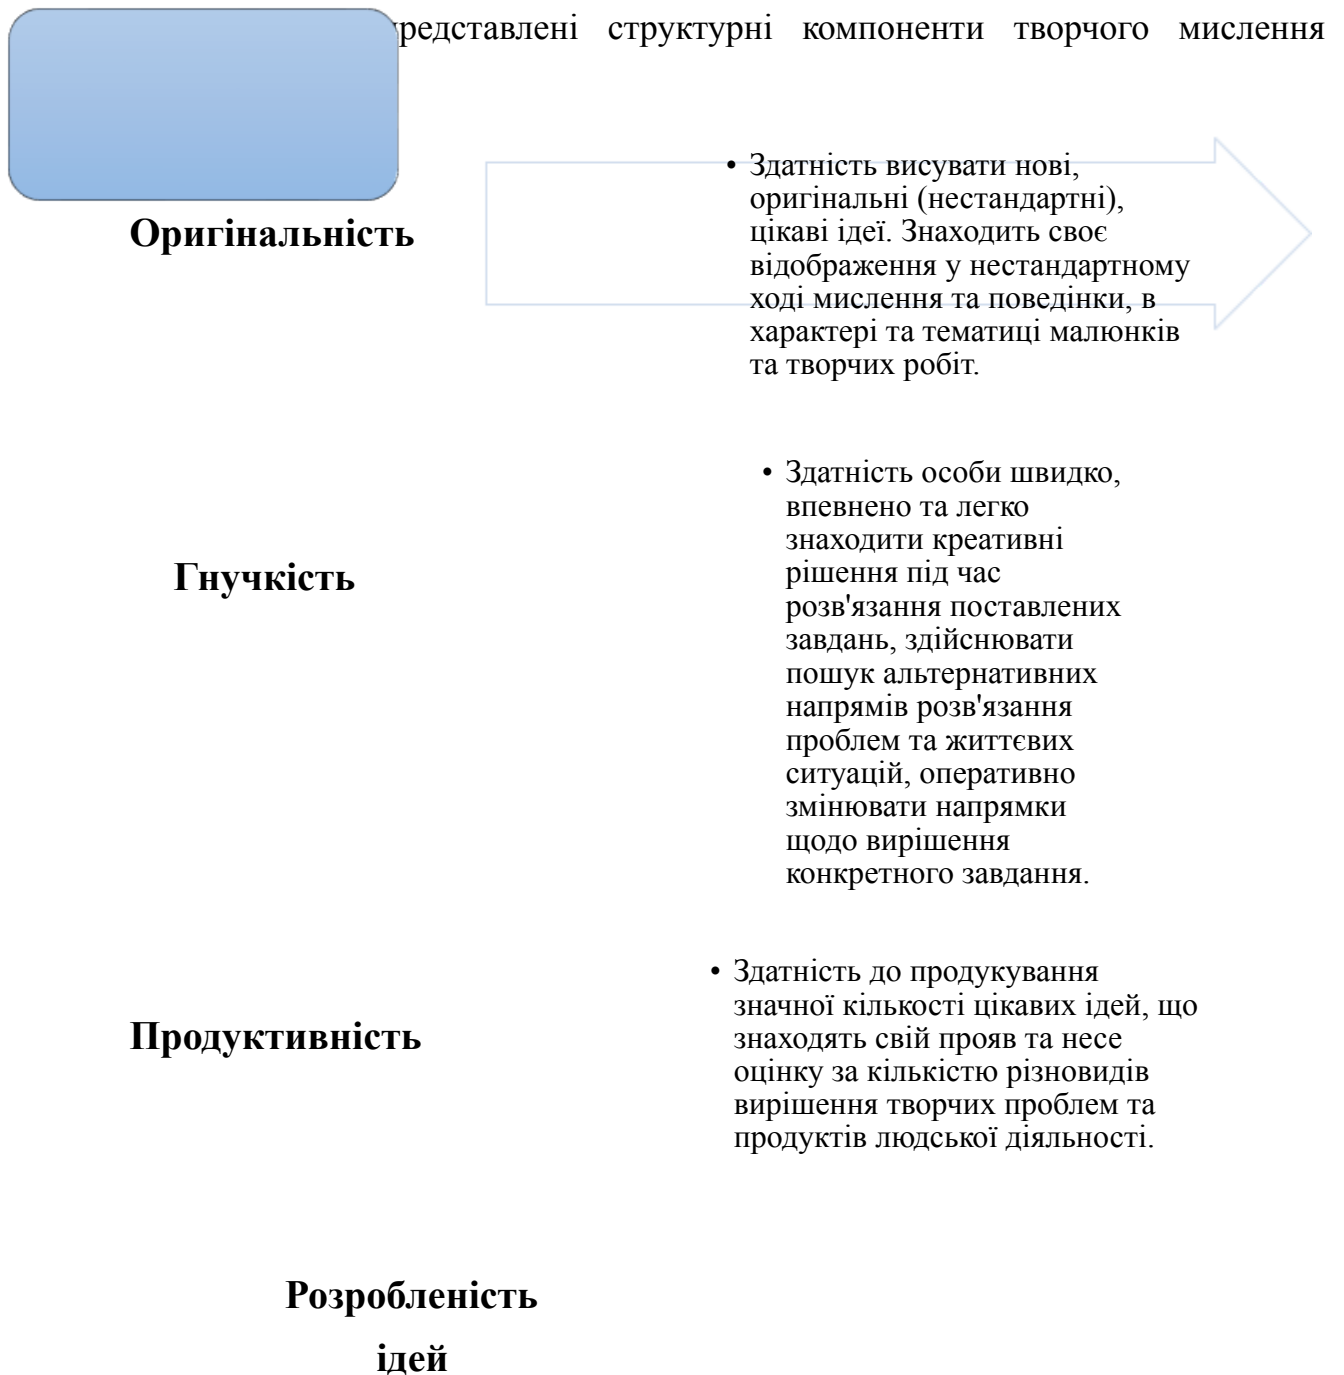 редставлені структурні компоненти творчого мислення
• Здатність висувати нові,
оригінальні (нестандартні),
цікаві ідеї. Знаходить своє
відображення у нестандартному
ході мислення та поведінки, в
характері та тематиці малюнків
та творчих робіт.
Оригінальність
• Здатність особи швидко,
впевнено та легко
знаходити креативні
рішення під час
розв'язання поставлених
завдань, здійснювати
пошук альтернативних
напрямів розв'язання
проблем та життєвих
ситуацій, оперативно
змінювати напрямки
щодо вирішення
конкретного завдання.
Гнучкість
• Здатність до продукування
значної кількості цікавих ідей, що
знаходять свій прояв та несе
оцінку за кількістю різновидів
вирішення творчих проблем та
продуктів людської діяльності.
Продуктивність
Розробленість
ідей